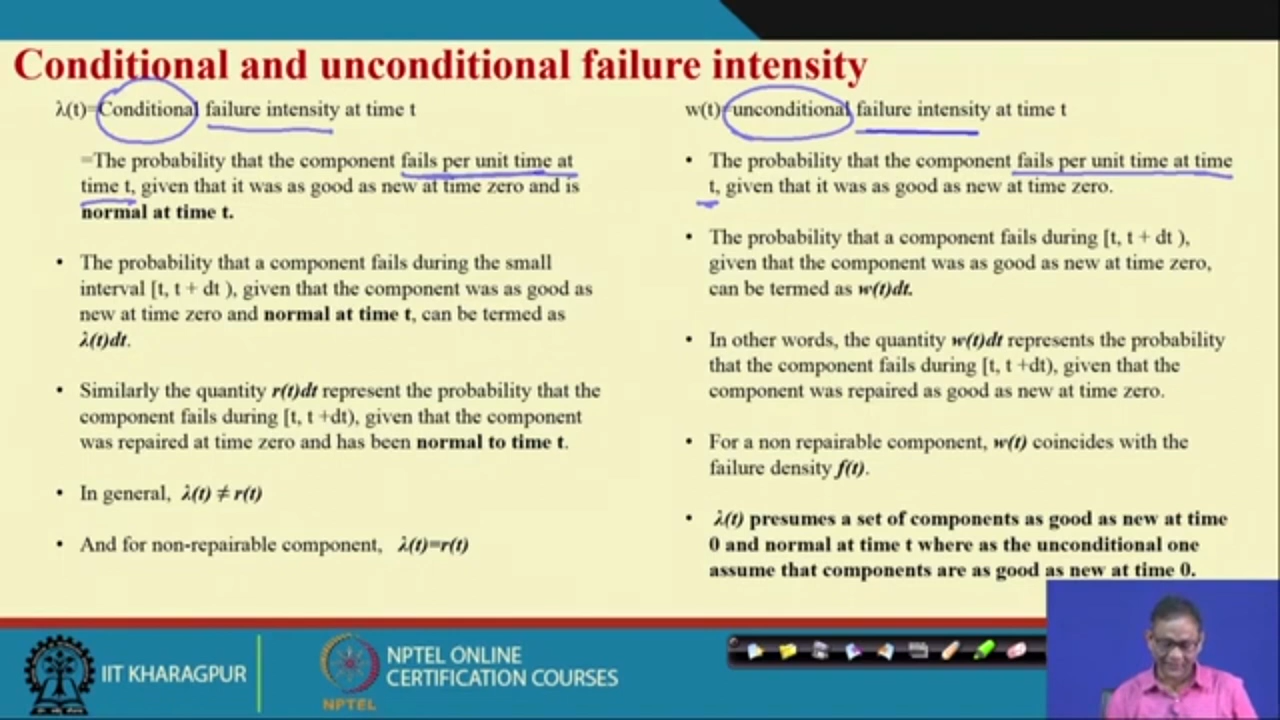 Conditional and unconditional failure intensity
λ(t)=Conditional failure intensity at time t
=The probability that the component fails per unit time at
time t, given that it was as good as new at time zero and is
normal at time t.
• The probability that a component fails during the small
interval [t, t + dt ), given that the component was as good as
new at time zero and normal at time t, can be termed as
λ(t)dt.
• Similarly the quantity r(t)dt represent the probability that the
component fails during [t, t +dt), given that the component
was repaired at time zero and has been normal to time t.
• In general, λ(t) ≠ r(t)
• And for non-repairable component, λ(t)=r(t)
w(t)=unconditional failure intensity at time t
• The probability that the component fails per unit time at time
t, given that it was as good as new at time zero.
• The probability that a component fails during [t, t + dt ),
given that the component was as good as new at time zero,
can be termed as w(t)dt.
• In other words, the quantity w(t)dt represents the probability
that the component fails during [t, t +dt), given that the
component was repaired as good as new at time zero.
• For a non repairable component, w(t) coincides with the
failure density f(t).
• λ(t) presumes a set of components as good as new at time
0 and normal at time t where as the unconditional one
assume that components are as good as new at time 0.
IIT KHARAGPUR
NPTEL
NPTEL ONLINE
CERTIFICATION COURSES